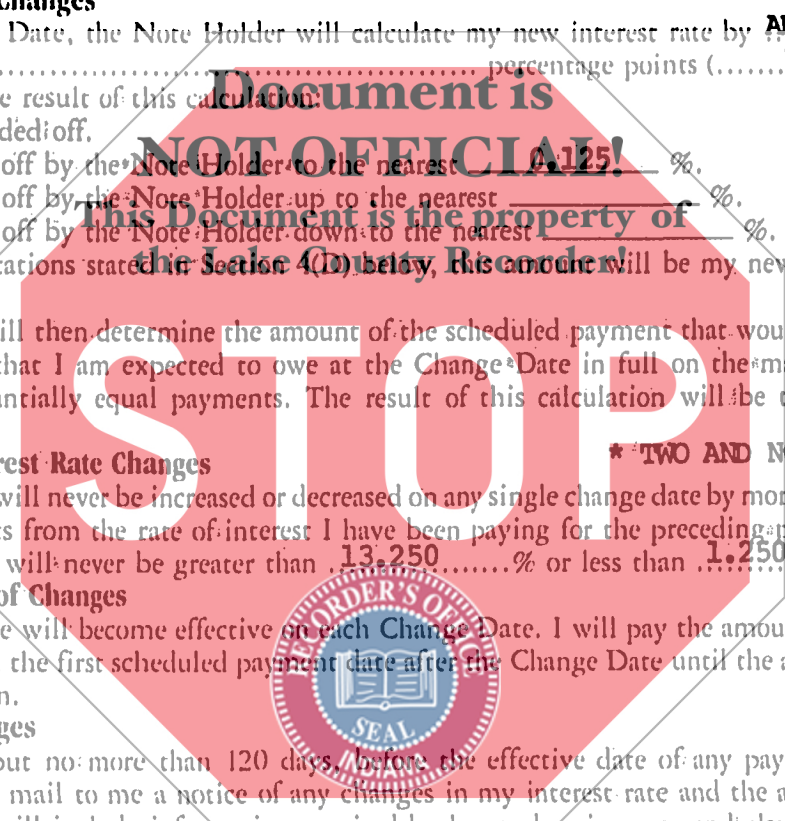 Changes
Date, the Note Holder will calculate my new interest rate by
percentage points (.......
e result of this calculation:
Document is
ded off.
NOT OFFICIAL!
off by the Note Holder to the nearest 0.125 %.
off by the Note Holder up to the nearest ________ %.
This Document is the property of
off by the Note Holder down to the nearest ________ %.
the Lake County Recorder!
ations stated in Section 4(D) below, this amount will be my new
ill then determine the amount of the scheduled payment that wou
that I am expected to owe at the Change Date in full on the ma
antially equal payments. The result of this calculation will be t
STOP
* TWO AND N
rest Rate Changes
will never be increased or decreased on any single change date by mor
ts from the rate of interest I have been paying for the preceding
will never be greater than 13.250 % or less than 1.250
of Changes
e will become effective on each Change Date. I will pay the amou
the first scheduled payment date after the Change Date until the a
n.
ges
RECORDER'S OFFICE
SEAL
INDIANA
but no more than 120 days, before the effective date of any pay
mail to me a notice of any changes in my interest rate and the a